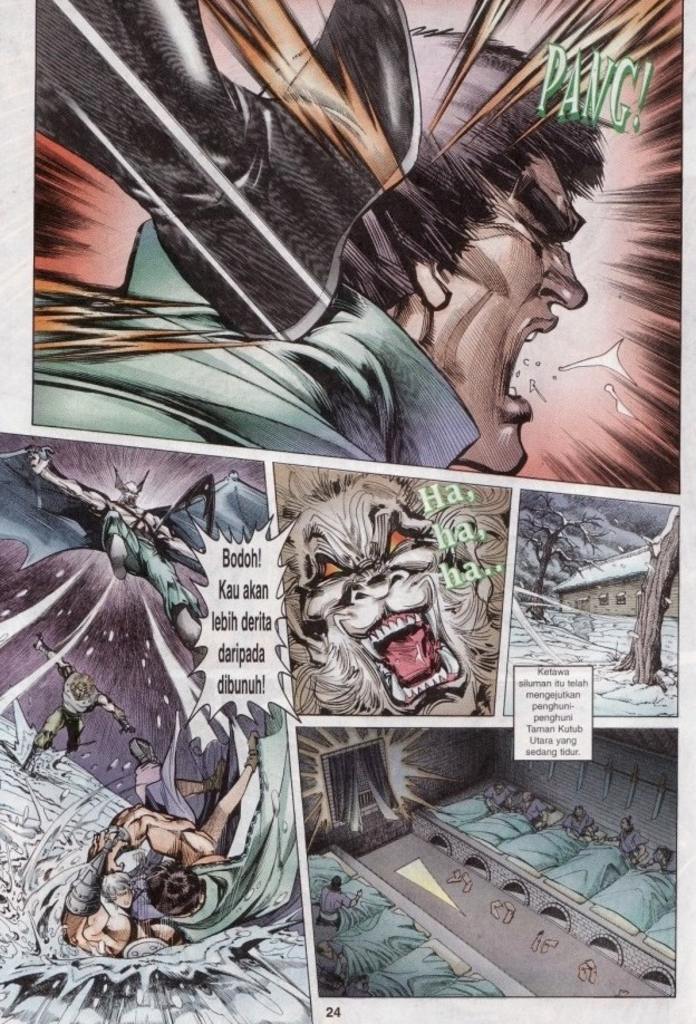 PANG!
Bodoh!
Kau akan
lebih derita
daripada
dibunuh!
Ha,
ha,
ha..
Ketawa
siluman itu telah
mengejutkan
penghuni-
penghuni
Taman Kutub
Utara yang
sedang tidur.
24